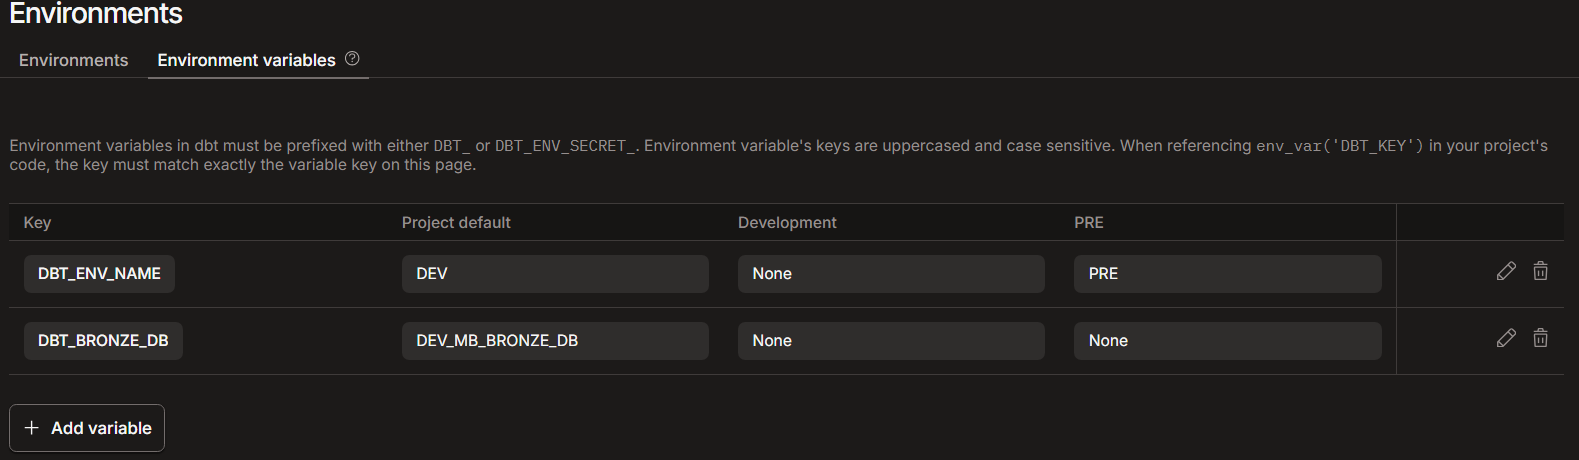 Environments
Environments Environment variables
Environment variables in dbt must be prefixed with either DBT_ or DBT_ENV_SECRET_. Environment variable's keys are uppercased and case sensitive. When referencing env_var('DBT_KEY') in your project's
code, the key must match exactly the variable key on this page.
Key Project default Development PRE
DBT_ENV_NAME DEV None PRE
DBT_BRONZE_DB DEV_MB_BRONZE_DB None None
+ Add variable